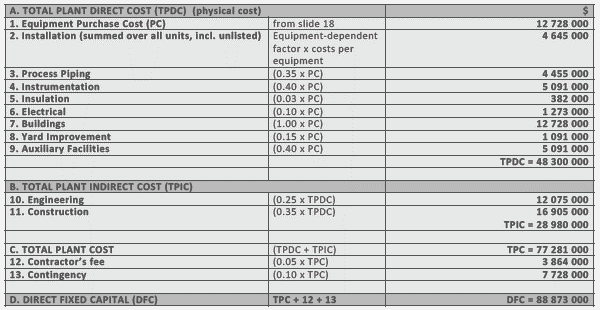 A. TOTAL PLANT DIRECT COST (TPDC) (physical cost) $
1. Equipment Purchase Cost (PC) from slide 18 12 728 000
2. Installation (summed over all units, incl. unlisted) Equipment-dependent 4 645 000
factor x costs per
equipment
3. Process Piping (0.35 x PC) 4 455 000
4. Instrumentation (0.40 x PC) 5 091 000
5. Insulation (0.03 x PC) 382 000
6. Electrical (0.10 x PC) 1 273 000
7. Buildings (1.00 x PC) 12 728 000
8. Yard Improvement (0.15 x PC) 1 091 000
9. Auxiliary Facilities (0.40 x PC) 5 091 000
TPDC = 48 300 000
B. TOTAL PLANT INDIRECT COST (TPIC)
10. Engineering (0.25 x TPDC) 12 075 000
11. Construction (0.35 x TPDC) 16 905 000
TPIC = 28 980 000
C. TOTAL PLANT COST (TPDC + TPIC) TPC = 77 281 000
12. Contractor's fee (0.05 x TPC) 3 864 000
13. Contingency (0.10 x TPC) 7 728 000
D. DIRECT FIXED CAPITAL (DFC) TPC + 12 + 13 DFC = 88 873 000